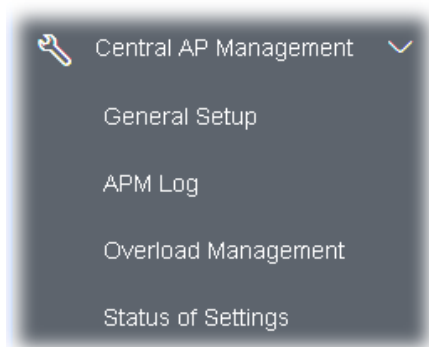 Central AP Management
General Setup
APM Log
Overload Management
Status of Settings